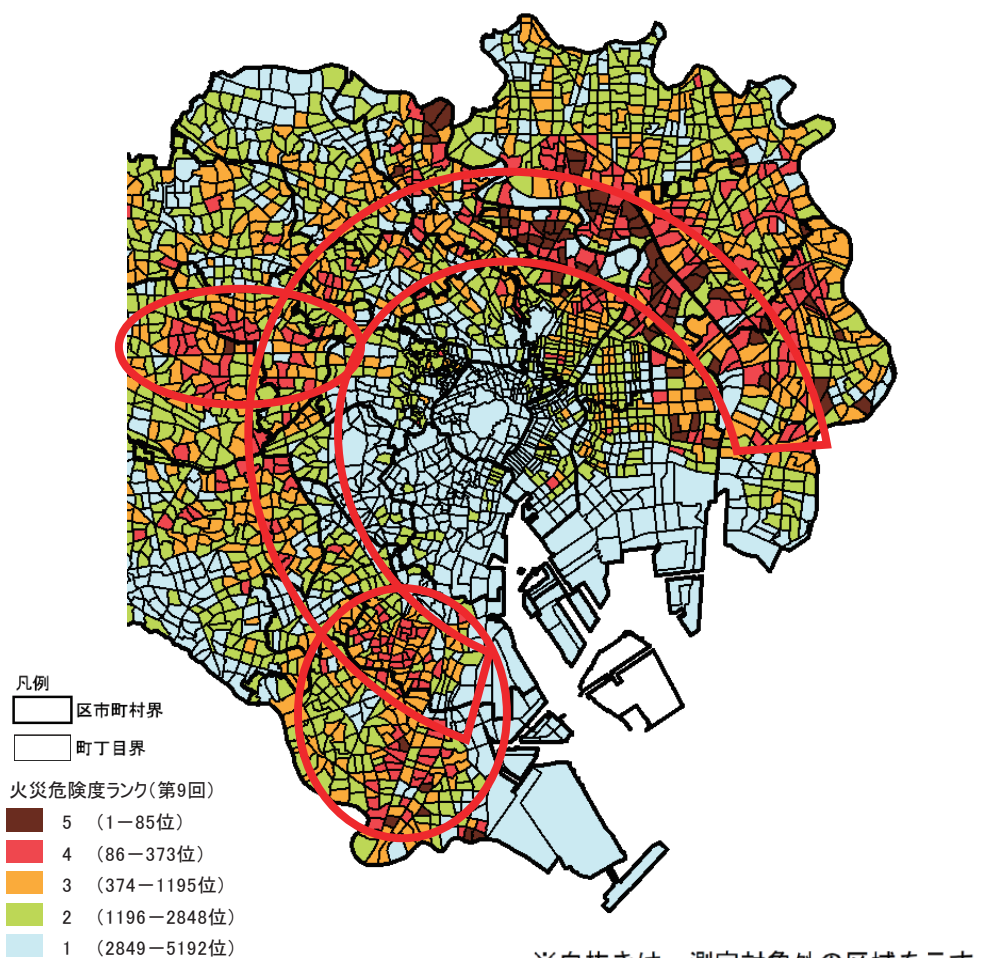 凡例
区市町村界
町丁目界
火災危険度ランク(第9回)
5 (1－85位)
4 (86－373位)
3 (374－1195位)
2 (1196－2848位)
1 (2849－5192位)